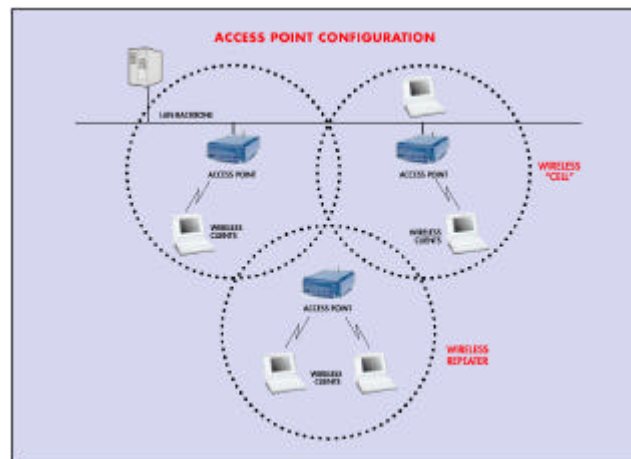 ACCESS POINT CONFIGURATION
LAN BACKBONE
ACCESS POINT
ACCESS POINT
WIRELESS
"CELL"
WIRELESS
CLIENTS
WIRELESS
CLIENTS
ACCESS POINT
WIRELESS
REPEATER
WIRELESS
CLIENTS